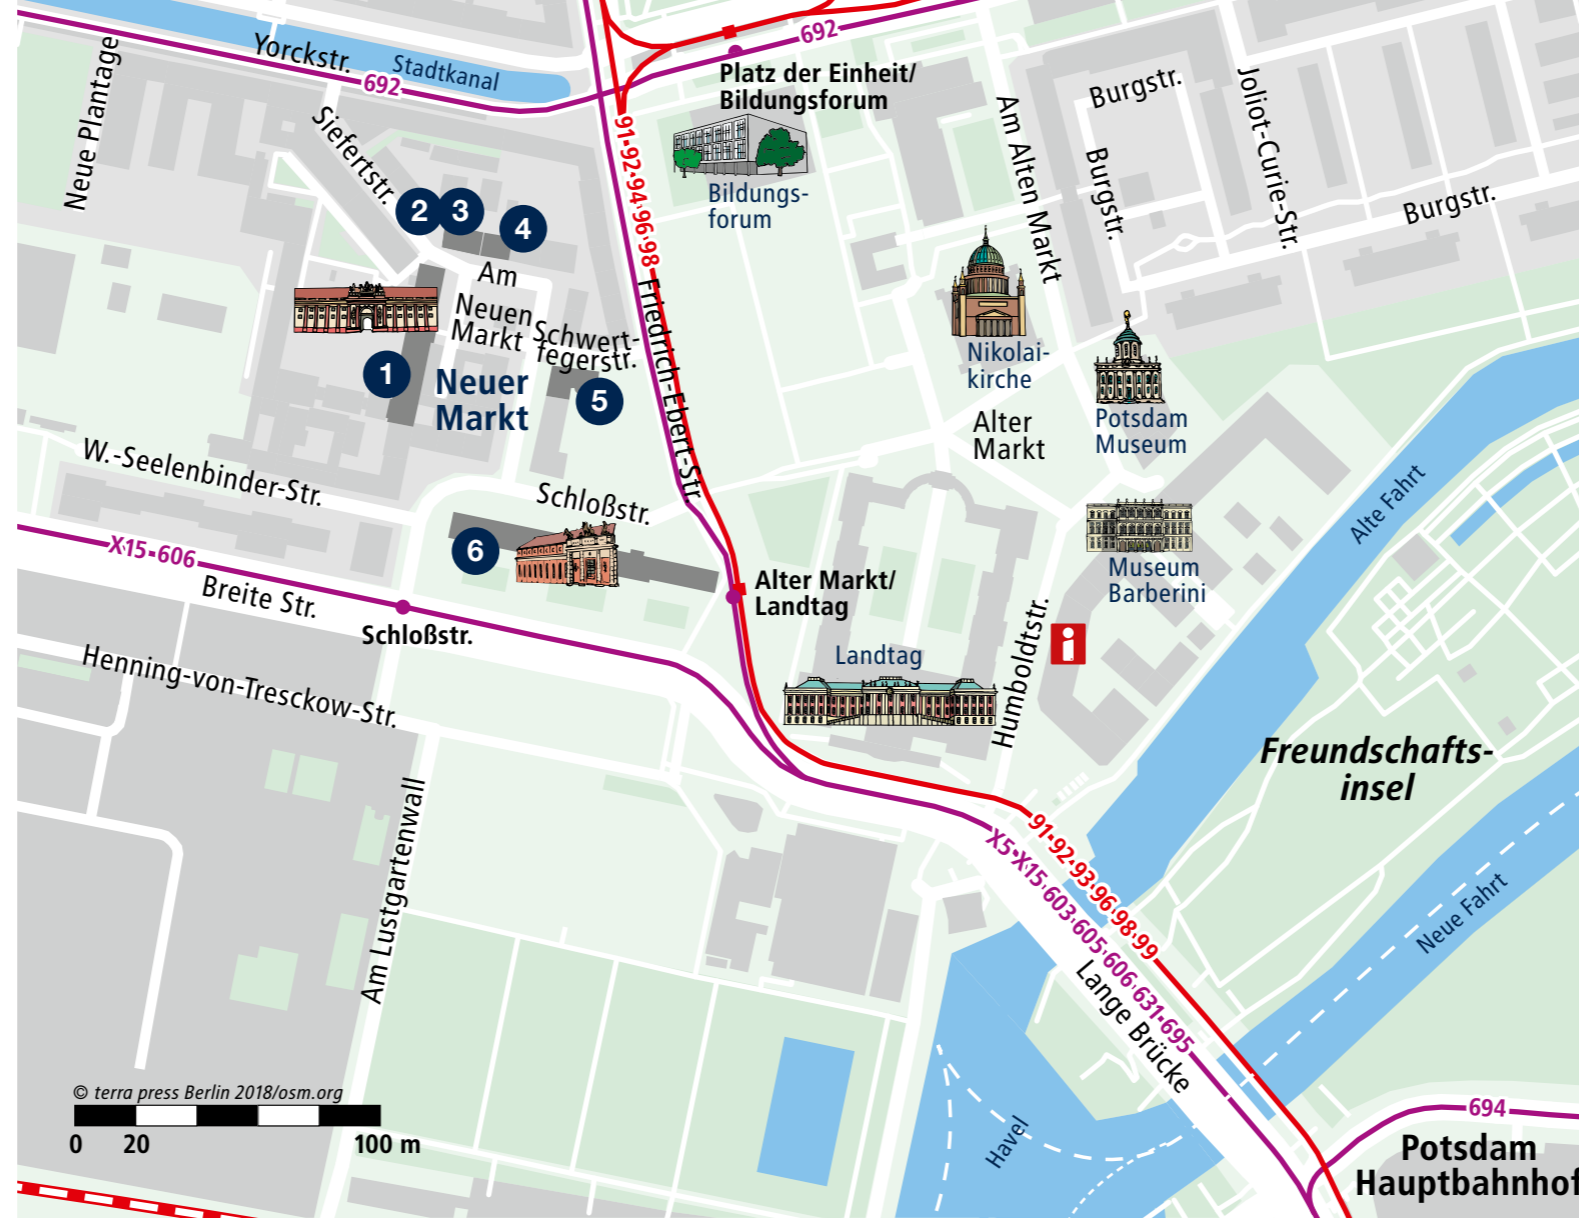 692
Yorckstr.
Stadtkanal
692
Platz der Einheit/
Bildungsforum
Neue Plantage
Siefertstr.
Burgstr.
Joliot-Curie-Str.
Am Alten Markt
Burgstr.
Burgstr.
91·92·94·96·98
Bildungs-
forum
2
3
4
Am
Neuen
Markt
Schwert-
fegerstr.
Friedrich-Ebert-Str.
1
Neuer
Markt
5
Nikolai-
kirche
Alter
Markt
Potsdam
Museum
W.-Seelenbinder-Str.
Schloßstr.
6
X15·606
Breite Str.
Schloßstr.
Alter Markt/
Landtag
Museum
Barberini
Alte Fahrt
Humboldtstr.
i
Landtag
Henning-von-Tresckow-Str.
Am Lustgartenwall
Freundschafts-
insel
91·92·93·96·98·99
X5·X15·603·605·606·631·695
Lange Brücke
Neue Fahrt
Havel
694
Potsdam
Hauptbahnhof
© terra press Berlin 2018/osm.org
0 20 100 m